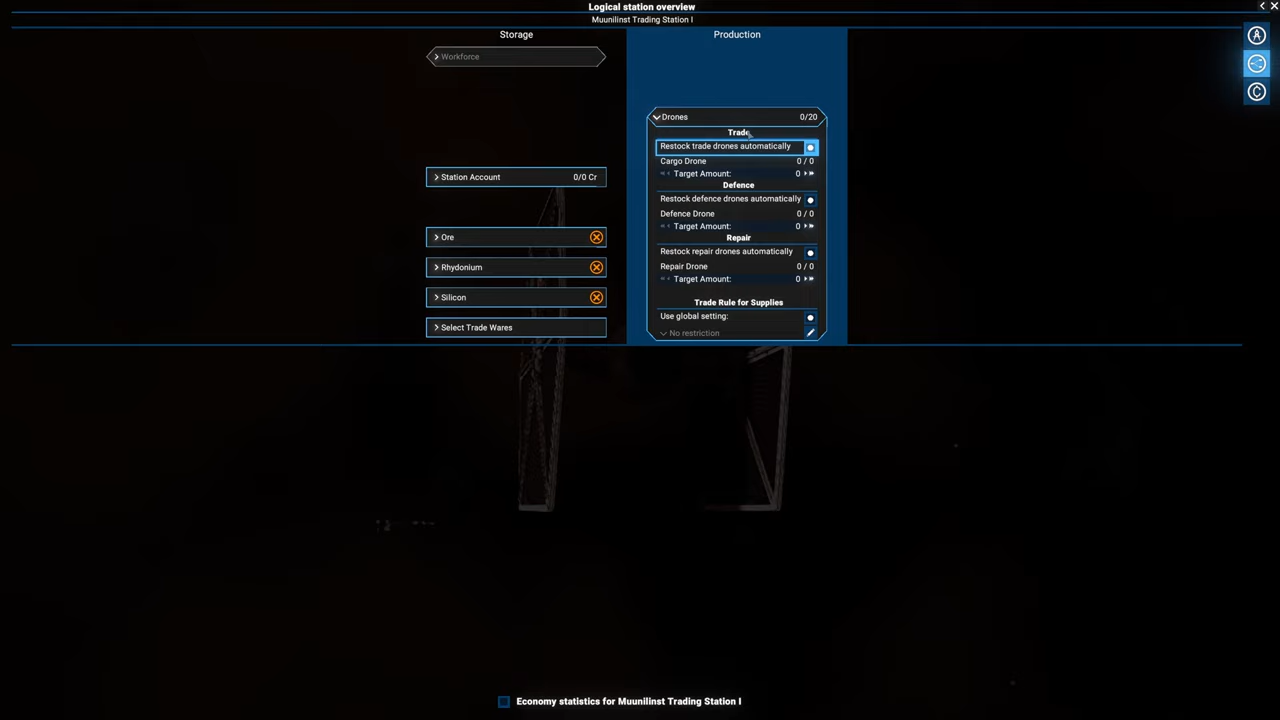 Logical station overview
Muunilinst Trading Station I
Storage
Production
Workforce
Drones 0/20
Trade
Restock trade drones automatically
Cargo Drone 0 / 0
Target Amount: 0
Defence
Restock defence drones automatically
Defence Drone 0 / 0
Target Amount: 0
Repair
Restock repair drones automatically
Repair Drone 0 / 0
Target Amount: 0
Trade Rule for Supplies
Use global setting:
No restriction
Station Account 0/0 Cr
Ore
Rhydonium
Silicon
Select Trade Wares
Economy statistics for Muunilinst Trading Station I